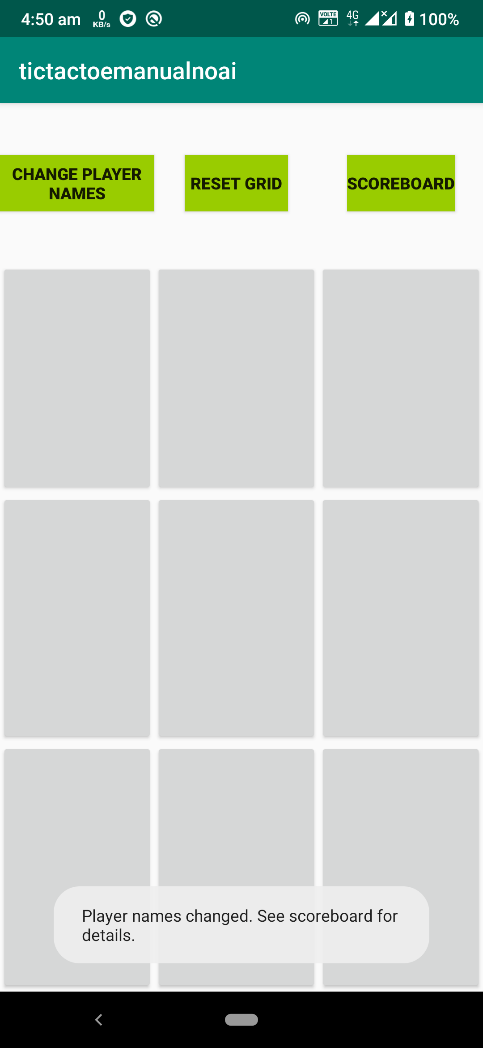 4:50 am
0
KB/s
VOLTE
1
4G
100%
tictactoemanualnoai
CHANGE PLAYER
NAMES
RESET GRID
SCOREBOARD
Player names changed. See scoreboard for
details.